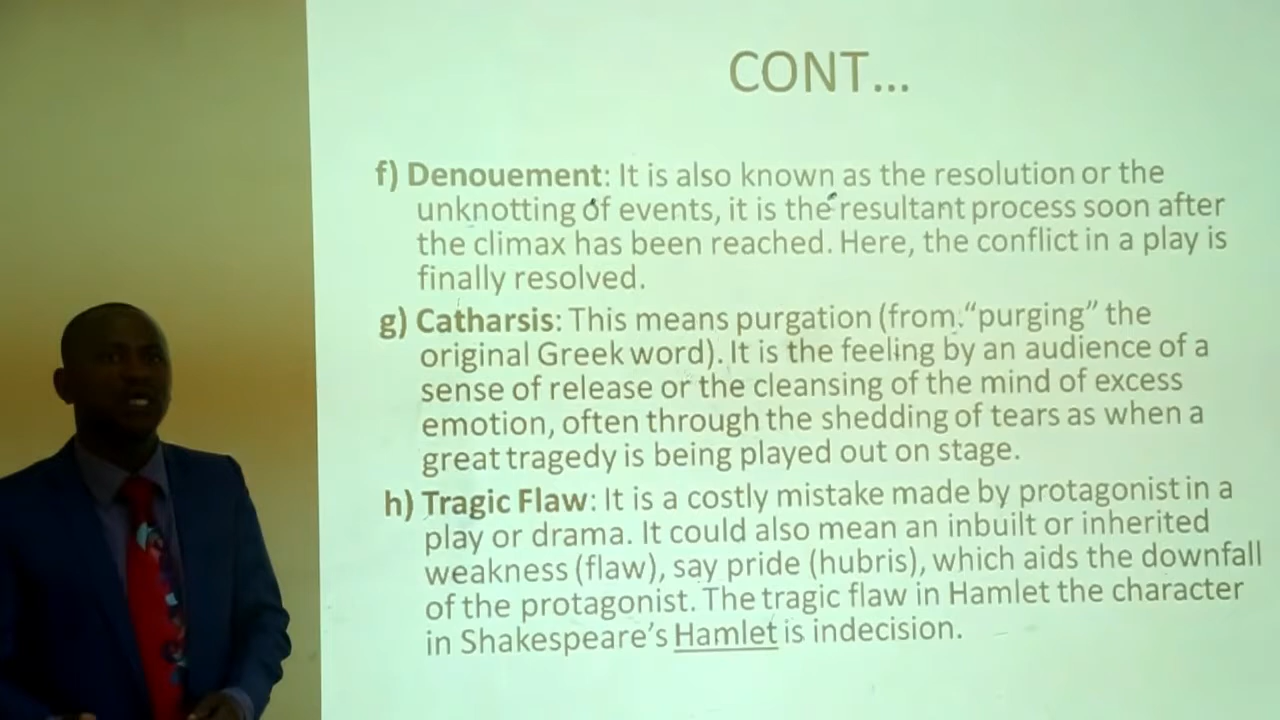 CONT...
f) Denouement: It is also known as the resolution or the
unknotting of events, it is the resultant process soon after
the climax has been reached. Here, the conflict in a play is
finally resolved.
g) Catharsis: This means purgation (from “purging” the
original Greek word). It is the feeling by an audience of a
sense of release or the cleansing of the mind of excess
emotion, often through the shedding of tears as when a
great tragedy is being played out on stage.
h) Tragic Flaw: It is a costly mistake made by protagonist in a
play or drama. It could also mean an inbuilt or inherited
weakness (flaw), say pride (hubris), which aids the downfall
of the protagonist. The tragic flaw in Hamlet the character
in Shakespeare’s Hamlet is indecision.